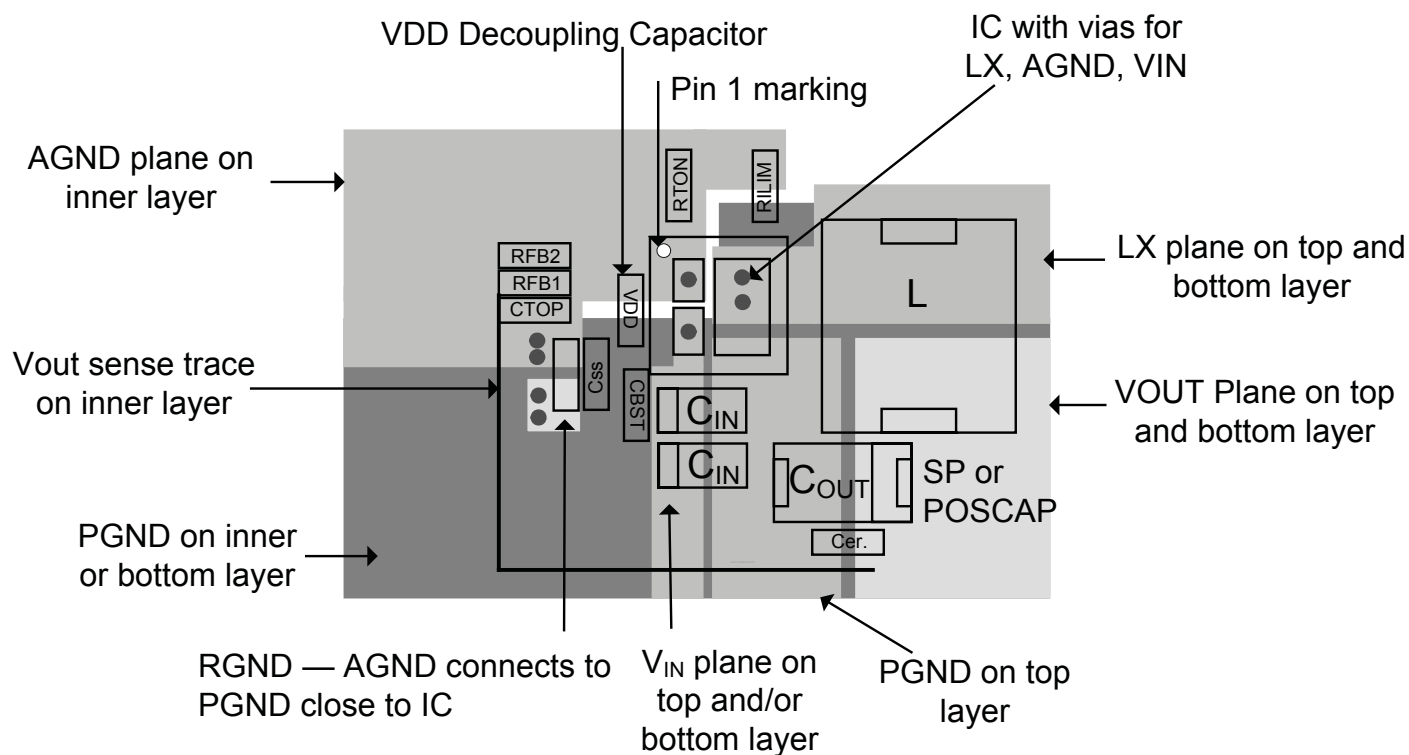 VDD Decoupling Capacitor
IC with vias for
LX, AGND, VIN
Pin 1 marking
AGND plane on
inner layer
RTON
RILIM
RFB2
RFB1
CTOP
VDD
L
LX plane on top and
bottom layer
Vout sense trace
on inner layer
Css
CBST
CIN
CIN
VOUT Plane on top
and bottom layer
COUT
SP or
POSCAP
Cer.
PGND on inner
or bottom layer
RGND — AGND connects to
PGND close to IC
VIN plane on
top and/or
bottom layer
PGND on top
layer